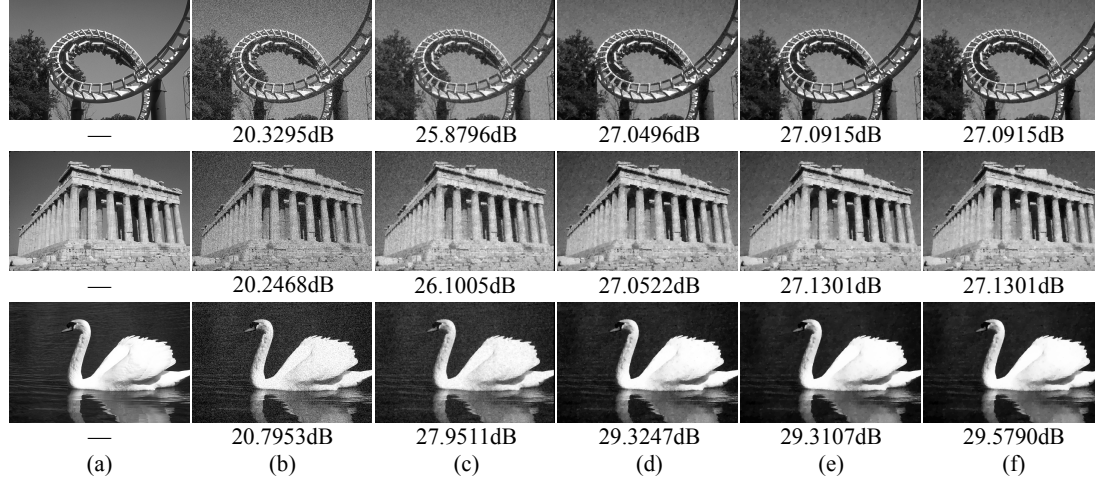 — 20.3295dB 25.8796dB 27.0496dB 27.0915dB 27.0915dB
— 20.2468dB 26.1005dB 27.0522dB 27.1301dB 27.1301dB
— 20.7953dB 27.9511dB 29.3247dB 29.3107dB 29.5790dB
(a) (b) (c) (d) (e) (f)